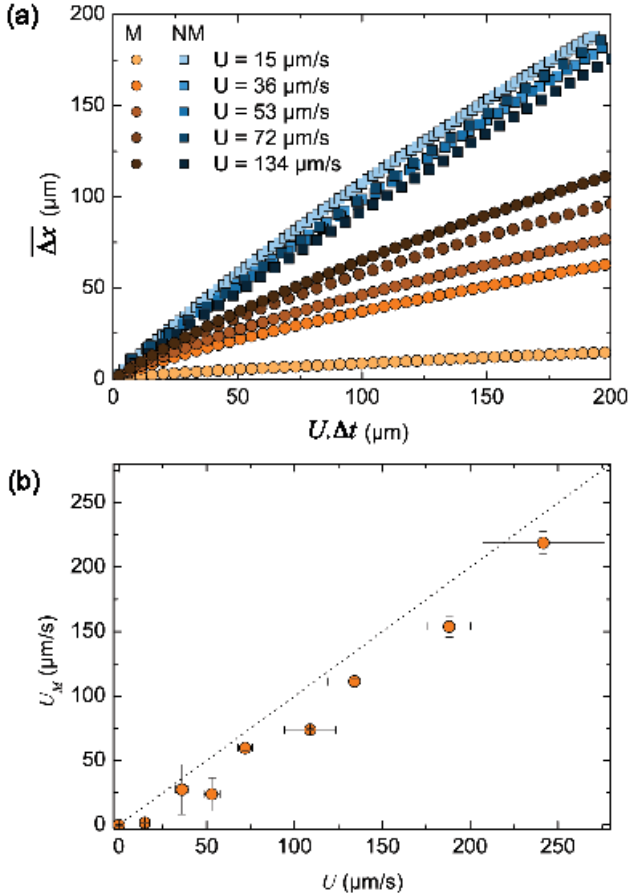 (a)
200
150
100
50
0
M NM
U = 15 µm/s
36 µm/s
53 µm/s
72 µm/s
U = 134 µm/s
Δx (µm)
0 50 100 150 200
U.Δt (µm)
(b)
250
200
150
100
50
0
U_M (µm/s)
0 50 100 150 200 250
U (µm/s)